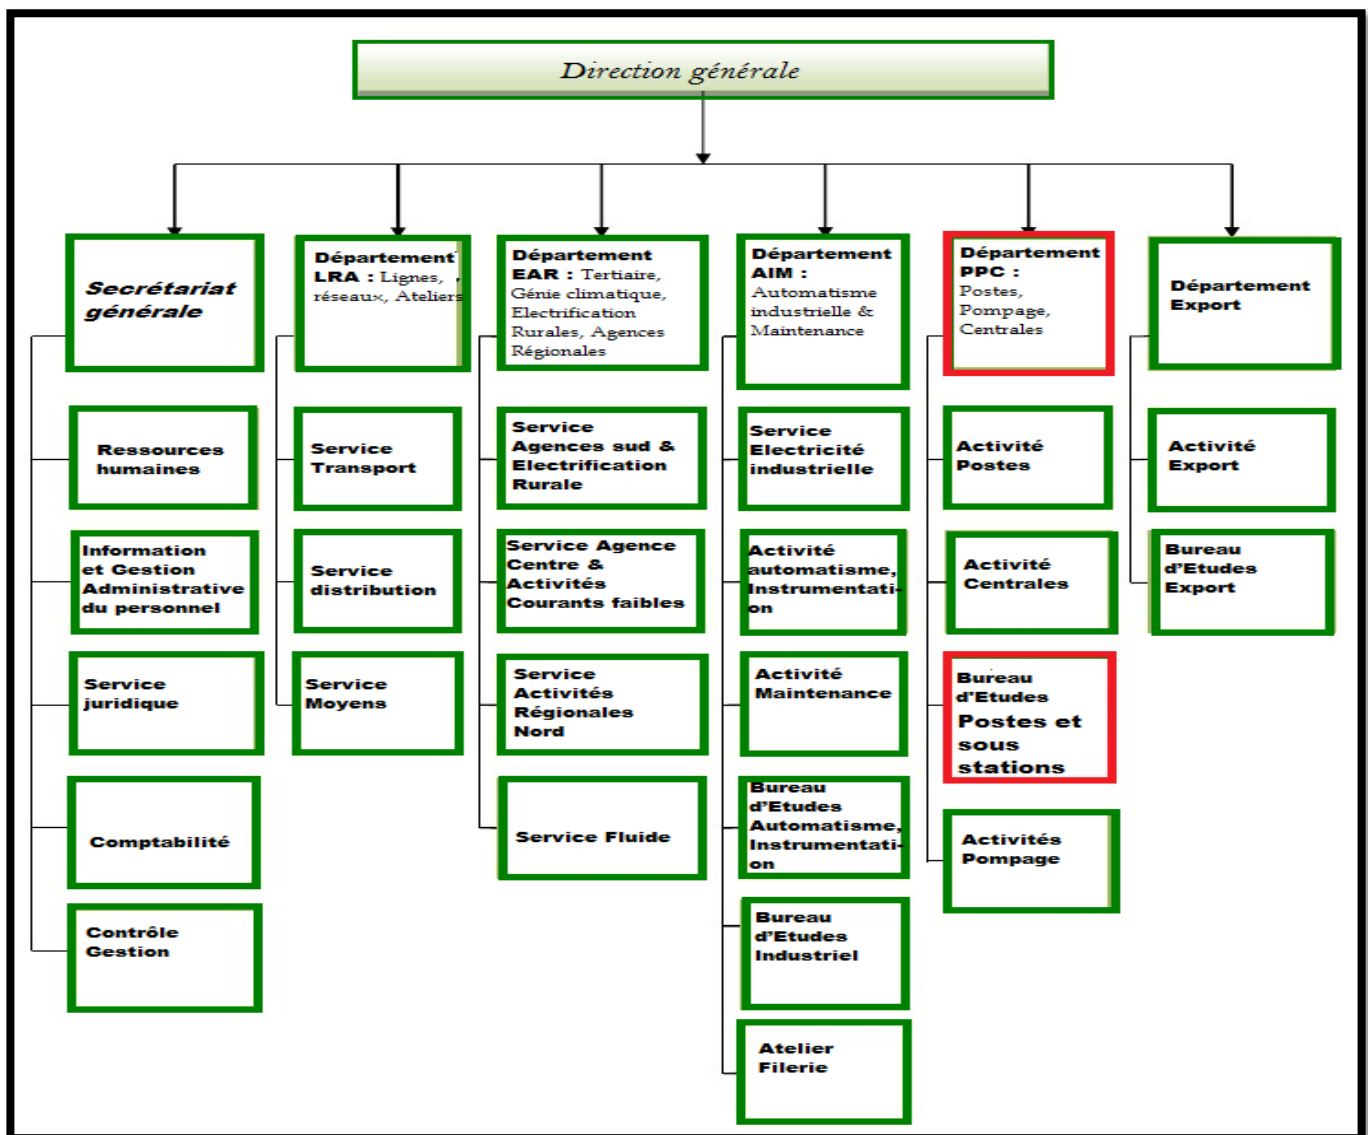 Direction générale
Secrétariat
générale
Département
LRA : Lignes,
réseaux, Ateliers
Département
EAR : Tertiaire,
Génie climatique,
Electrification
Rurales, Agences
Régionales
Département
AIM :
Automatisme
industrielle &
Maintenance
Département
PPC :
Postes,
Pompage,
Centrales
Département
Export
Ressources
humaines
Service
Transport
Service
Agences sud &
Electrification
Rurale
Service
Electricité
industrielle
Activité
Postes
Activité
Export
Information
et Gestion
Administrative
du personnel
Service
distribution
Service Agence
Centre &
Activités
Courants faibles
Activité
automatisme,
Instrumentati-
on
Activité
Centrales
Bureau
d'Etudes
Export
Service
juridique
Service
Moyens
Service
Activités
Régionales
Nord
Activité
Maintenance
Bureau
d'Etudes
Postes et
sous
stations
Comptabilité
Service Fluide
Bureau
d'Etudes
Automatisme,
Instrumentati-
on
Activités
Pompage
Contrôle
Gestion
Bureau
d'Etudes
Industriel
Atelier
Filerie